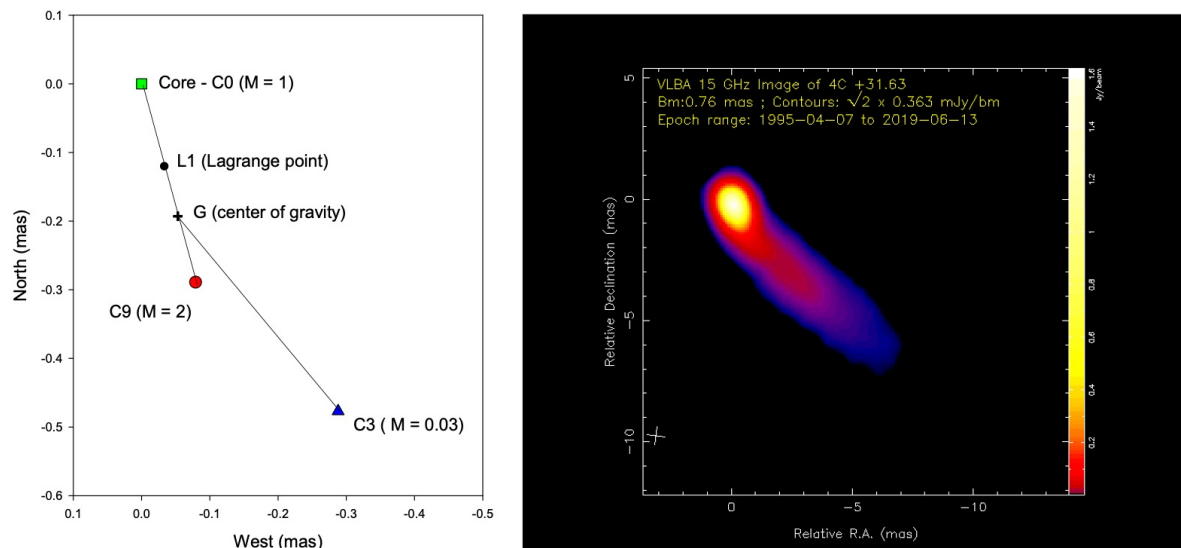 0.1
0.0
-0.1
-0.2
-0.3
-0.4
-0.5
-0.6
North (mas)
Core - C0 (M = 1)
L1 (Lagrange point)
G (center of gravity)
C9 (M = 2)
C3 ( M = 0.03)
0.1 0.0 -0.1 -0.2 -0.3 -0.4 -0.5
West (mas)
VLBA 15 GHz Image of 4C +31.63
Bm:0.76 mas ; Contours: √2 x 0.363 mJy/bm
Epoch range: 1995-04-07 to 2019-06-13
5
0
-5
-10
Relative Declination (mas)
0 -5 -10
Relative R.A. (mas)
1.6
1.4
1.2
1
0.8
0.6
0.4
0.2
Jy/beam